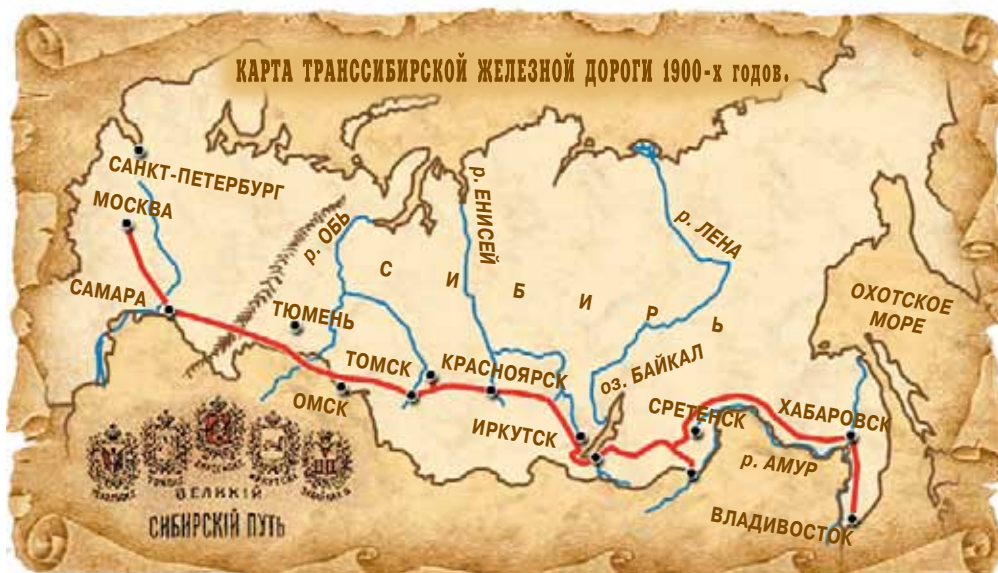 КАРТА ТРАНССИБИРСКОЙ ЖЕЛЕЗНОЙ ДОРОГИ 1900-х годов.
САНКТ-ПЕТЕРБУРГ
МОСКВА
САМАРА
р. ОБЬ
ТЮМЕНЬ
р. ЕНИСЕЙ
СИБИРЬ
р. ЛЕНА
ОХОТСКОЕ
МОРЕ
ТОМСК
КРАСНОЯРСК
оз. БАЙКАЛ
ОМСК
ИРКУТСК
СРЕТЕНСК
ХАБАРОВСК
р. АМУР
ВЛАДИВОСТОК
ВЕЛИКІЙ
СИБИРСКІЙ ПУТЬ